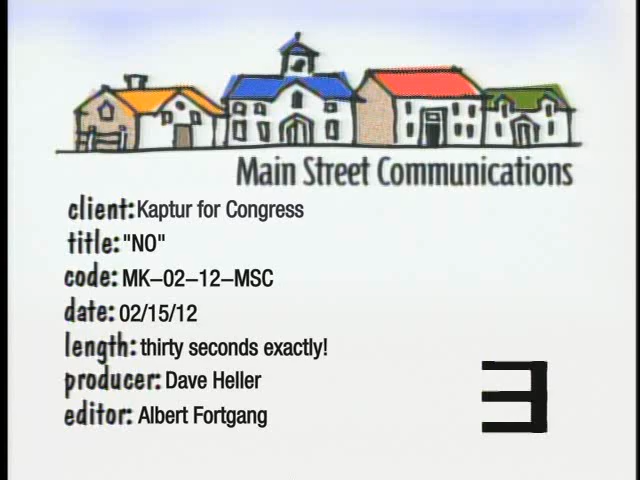 Main Street Communications
client: Kaptur for Congress
title: "NO"
code: MK-02-12-MSC
date: 02/15/12
length: thirty seconds exactly!
producer: Dave Heller
editor: Albert Fortgang
3